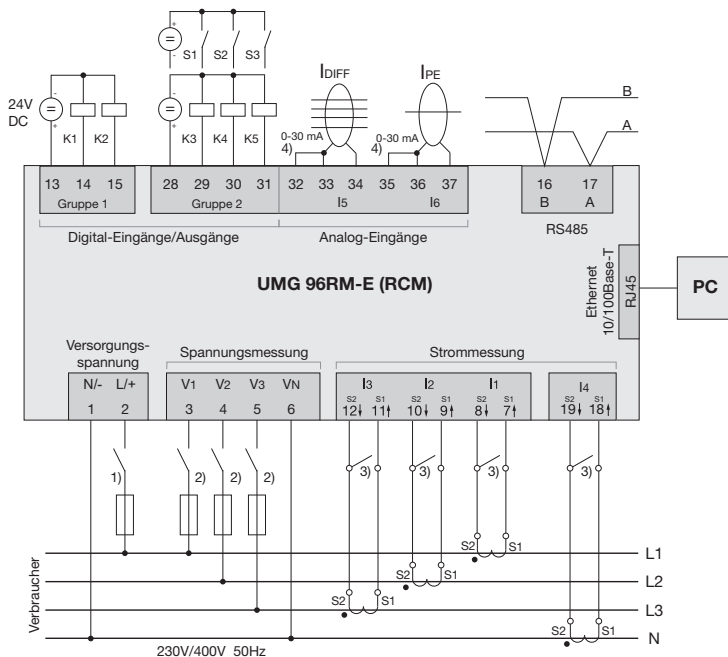 S1 S2 S3
24V
DC
K1 K2
K3 K4 K5
IDIFF
IPE
0-30 mA
4)
0-30 mA
4)
B
A
13 14 15
Gruppe 1
28 29 30 31
Gruppe 2
32 33 34 35 36 37
I5 I6
16 17
B A
Digital-Eingänge/Ausgänge
Analog-Eingänge
RS485
UMG 96RM-E (RCM)
Ethernet
10/100Base-T
RJ45
PC
Versorgungs-
spannung
Spannungsmessung
Strommessung
N/- L/+
1 2
V1 V2 V3 VN
3 4 5 6
I3 I2 I1
S2 S1 S2 S1 S2 S1
12 11 10 9 8 7
I4
S2 S1
19 18
1) 2) 2) 2) 3) 3) 3) 3)
Verbraucher
S2 S1
L1
S2 S1
L2
S2 S1
L3
S2 S1
N
230V/400V 50Hz
- + - +
- +